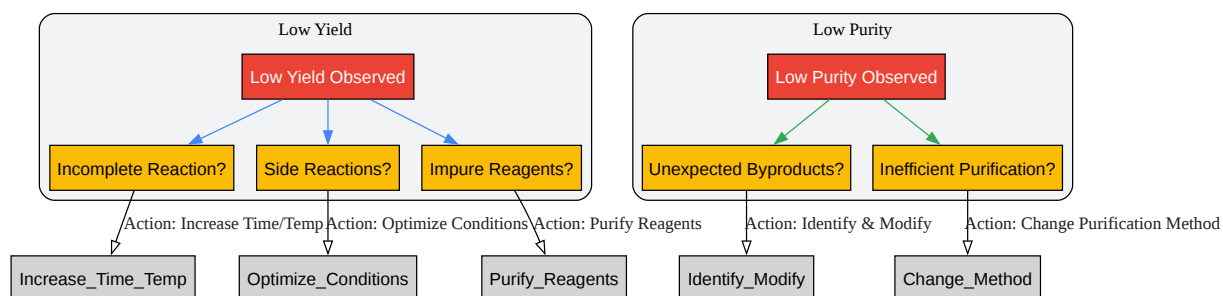 Low Yield
Low Purity
Low Yield Observed
Low Purity Observed
Incomplete Reaction?
Side Reactions?
Impure Reagents?
Unexpected Byproducts?
Inefficient Purification?
Action: Increase Time/Temp
Action: Optimize Conditions
Action: Purify Reagents
Action: Identify & Modify
Action: Change Purification Method
Increase_Time_Temp
Optimize_Conditions
Purify_Reagents
Identify_Modify
Change_Method